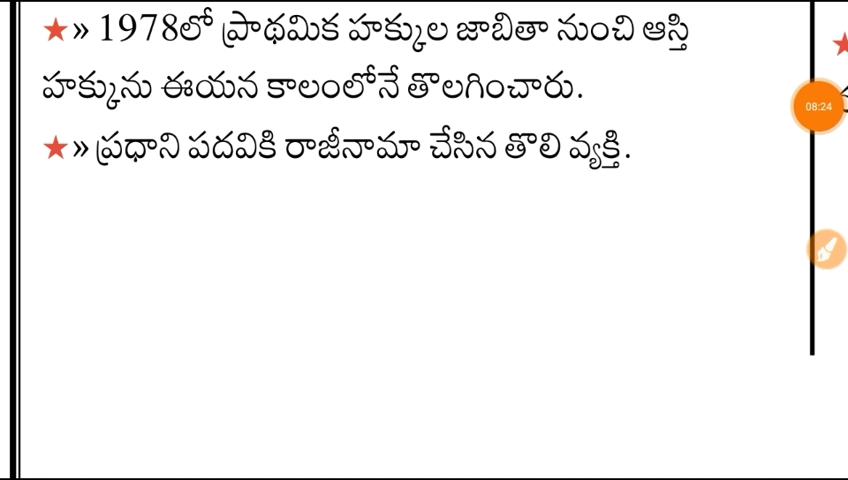 ★» 1978లో ప్రాథమిక హక్కుల జాబితా నుంచి ఆస్తి
హక్కును ఈయన కాలంలోనే తొలగించారు.
★» ప్రధాని పదవికి రాజీనామా చేసిన తొలి వ్యక్తి.
★
08:24